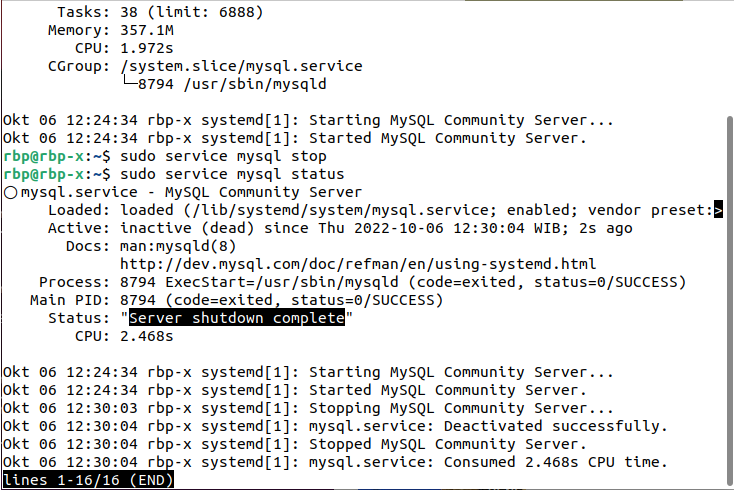 Tasks: 38 (limit: 6888)
     Memory: 357.1M
        CPU: 1.972s
     CGroup: /system.slice/mysql.service
             └─8794 /usr/sbin/mysqld

Okt 06 12:24:34 rbp-x systemd[1]: Starting MySQL Community Server...
Okt 06 12:24:34 rbp-x systemd[1]: Started MySQL Community Server.
rbp@rbp-x:~$ sudo service mysql stop
rbp@rbp-x:~$ sudo service mysql status
○ mysql.service - MySQL Community Server
     Loaded: loaded (/lib/systemd/system/mysql.service; enabled; vendor preset:>
     Active: inactive (dead) since Thu 2022-10-06 12:30:04 WIB; 2s ago
       Docs: man:mysqld(8)
             http://dev.mysql.com/doc/refman/en/using-systemd.html
    Process: 8794 ExecStart=/usr/sbin/mysqld (code=exited, status=0/SUCCESS)
   Main PID: 8794 (code=exited, status=0/SUCCESS)
     Status: "Server shutdown complete"
        CPU: 2.468s

Okt 06 12:24:34 rbp-x systemd[1]: Starting MySQL Community Server...
Okt 06 12:24:34 rbp-x systemd[1]: Started MySQL Community Server.
Okt 06 12:30:03 rbp-x systemd[1]: Stopping MySQL Community Server...
Okt 06 12:30:04 rbp-x systemd[1]: mysql.service: Deactivated successfully.
Okt 06 12:30:04 rbp-x systemd[1]: Stopped MySQL Community Server.
Okt 06 12:30:04 rbp-x systemd[1]: mysql.service: Consumed 2.468s CPU time.
lines 1-16/16 (END)